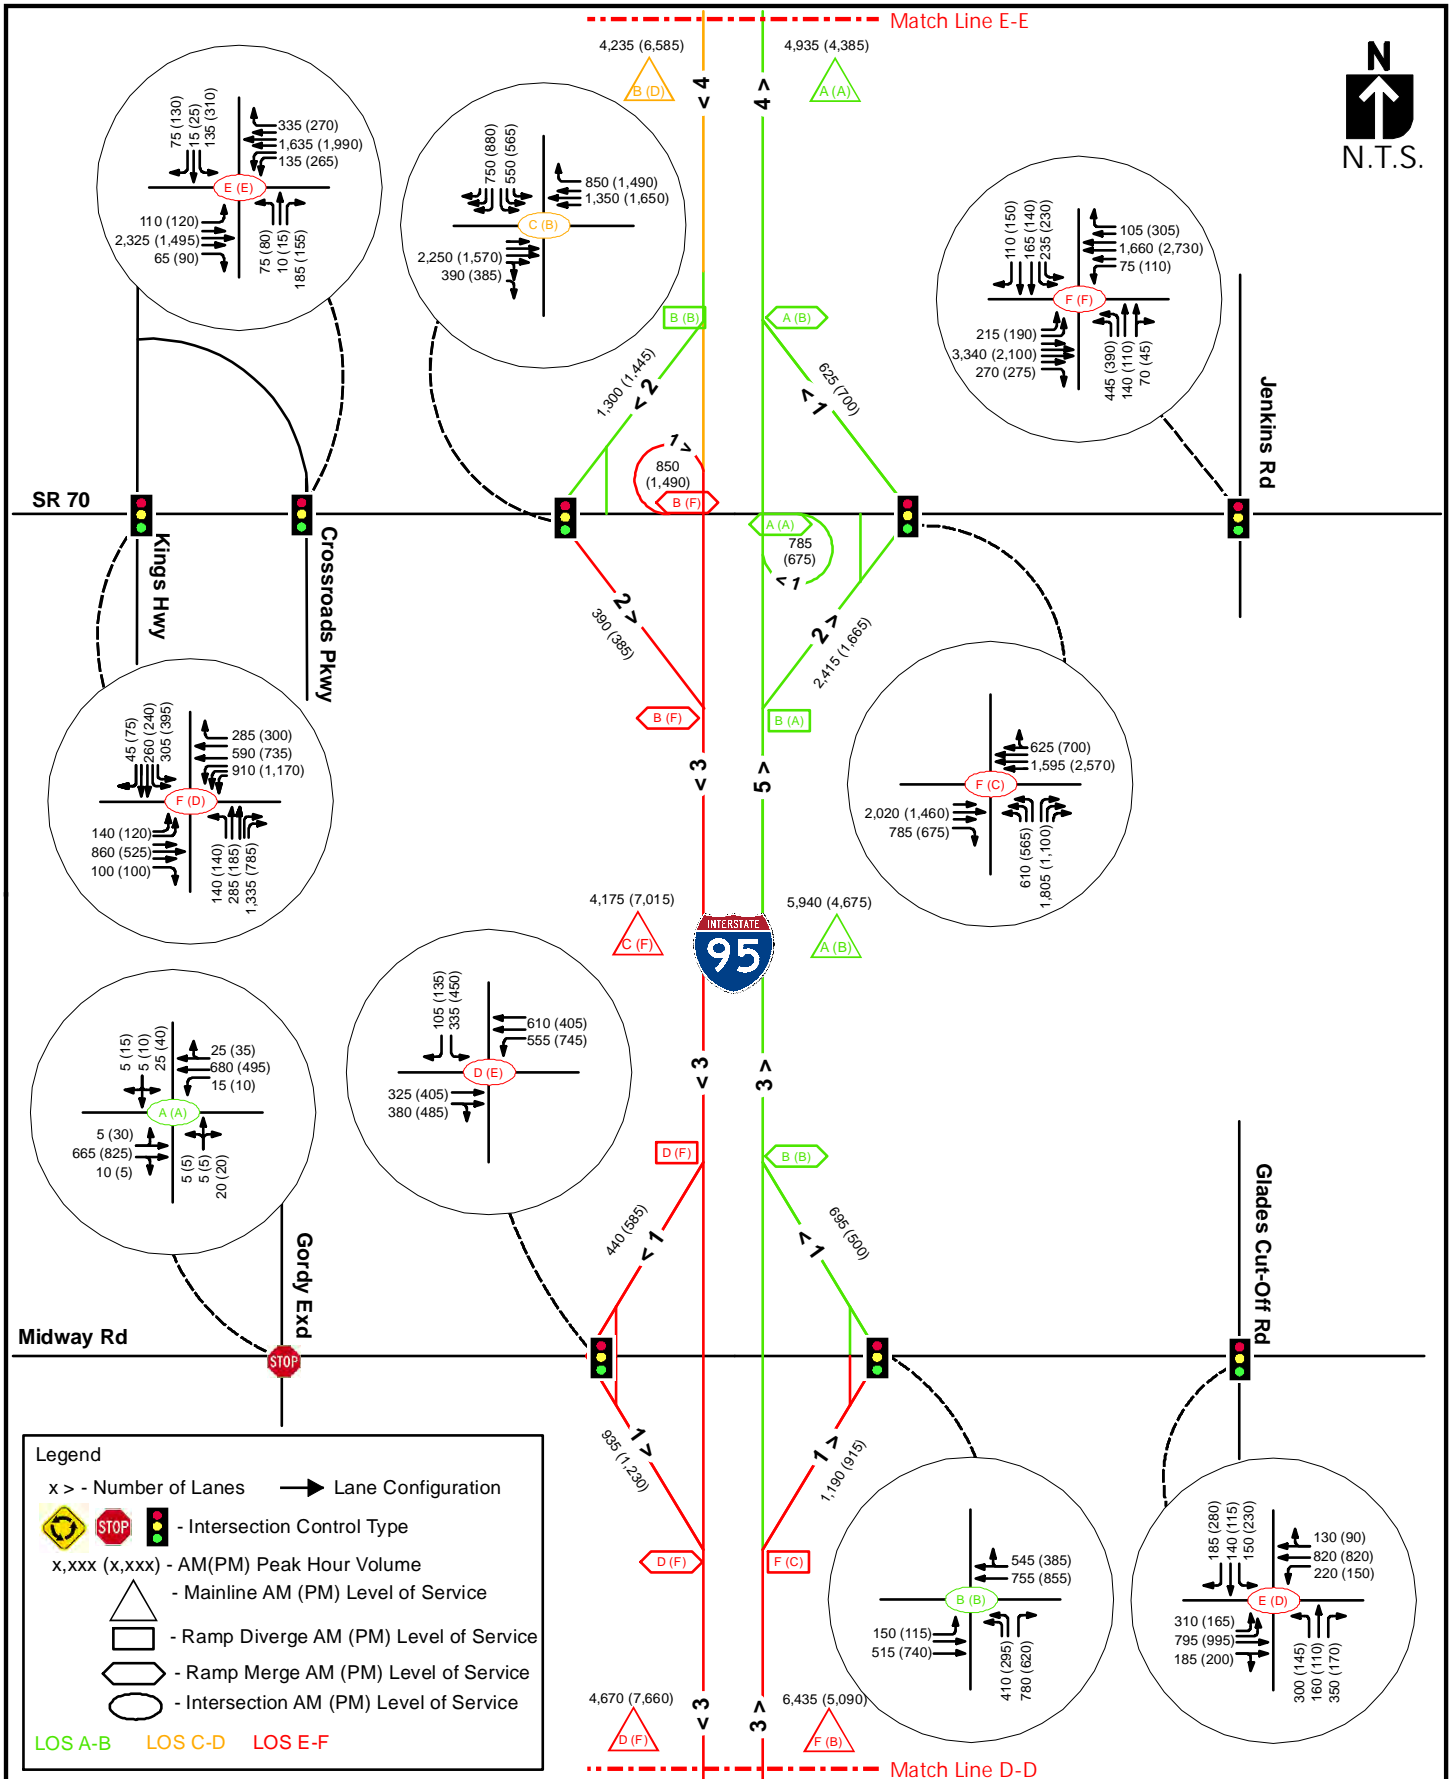 Match Line E-E
4,235 (6,585)
4,935 (4,385)
B (D)
A (A)
< 4
4 >
N
N.T.S.
75 (130)
15 (25)
135 (310)
335 (270)
1,635 (1,990)
135 (265)
E (E)
110 (120)
2,325 (1,495)
65 (90)
75 (80)
10 (15)
185 (155)
750 (880)
550 (565)
850 (1,490)
1,350 (1,650)
C (B)
2,250 (1,570)
390 (385)
110 (150)
165 (140)
235 (230)
105 (305)
1,660 (2,730)
75 (110)
F (F)
215 (190)
3,340 (2,100)
270 (275)
445 (390)
140 (110)
70 (45)
B (B)
A (B)
1,300 (1,445)
< 2
625 (700)
< 1
Jenkins Rd
1 >
850
(1,490)
B (F)
SR 70
A (A)
785
(675)
< 1
Kings Hwy
Crossroads Pkwy
2 >
390 (385)
2 >
2,415 (1,665)
B (F)
B (A)
45 (75)
260 (240)
305 (395)
285 (300)
590 (735)
910 (1,170)
F (D)
140 (120)
860 (525)
100 (100)
140 (140)
285 (185)
1,335 (785)
< 3
5 >
625 (700)
1,595 (2,570)
F (C)
2,020 (1,460)
785 (675)
610 (565)
1,805 (1,100)
4,175 (7,015)
5,940 (4,675)
C (F)
INTERSTATE
95
A (B)
5 (15)
5 (10)
25 (40)
25 (35)
680 (495)
15 (10)
A (A)
5 (30)
665 (825)
10 (5)
5 (5)
5 (5)
20 (20)
105 (135)
335 (450)
610 (405)
555 (745)
D (E)
325 (405)
380 (485)
< 3
3 >
D (F)
B (B)
440 (585)
< 1
695 (500)
< 1
Gordy Exd
Glades Cut-Off Rd
Midway Rd
STOP
935 (1,230)
1 >
1 >
1,190 (915)
D (F)
F (C)
545 (385)
755 (855)
B (B)
150 (115)
515 (740)
410 (295)
780 (620)
185 (280)
140 (115)
150 (230)
130 (90)
820 (820)
220 (150)
E (D)
310 (165)
795 (995)
185 (200)
300 (145)
160 (110)
350 (170)
4,670 (7,660)
6,435 (5,090)
D (F)
F (B)
< 3
3 >
Match Line D-D
Legend
x > - Number of Lanes
Lane Configuration
STOP
- Intersection Control Type
x,xxx (x,xxx) - AM(PM) Peak Hour Volume
- Mainline AM (PM) Level of Service
- Ramp Diverge AM (PM) Level of Service
- Ramp Merge AM (PM) Level of Service
- Intersection AM (PM) Level of Service
LOS A-B LOS C-D LOS E-F